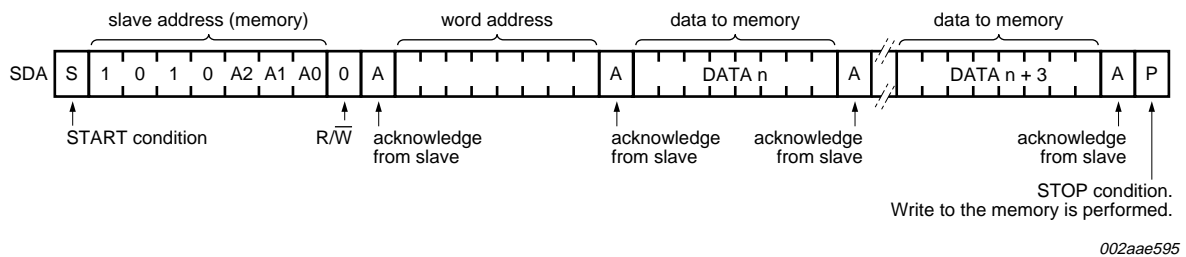 slave address (memory) word address data to memory data to memory
SDA S 1 0 1 0 A2 A1 A0 0 A A DATA n A DATA n + 3 A P
START condition R/W̅ acknowledge from slave acknowledge from slave acknowledge from slave acknowledge from slave
STOP condition.
Write to the memory is performed.
002aae595